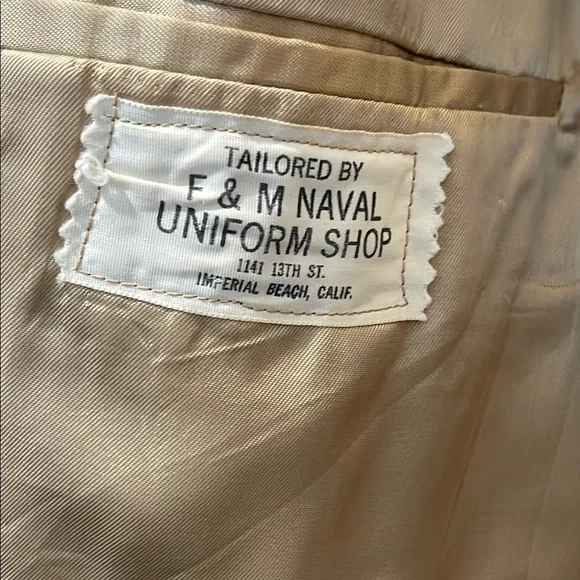 TAILORED BY
F & M NAVAL
UNIFORM SHOP
1141 13TH ST.
IMPERIAL BEACH, CALIF.